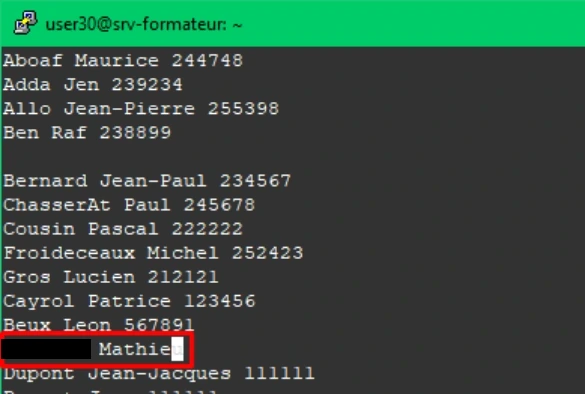 user30@srv-formateur: ~
Aboaf Maurice 244748
Adda Jen 239234
Allo Jean-Pierre 255398
Ben Raf 238899
Bernard Jean-Paul 234567
ChasserAt Paul 245678
Cousin Pascal 222222
Froideceaux Michel 252423
Gros Lucien 212121
Cayrol Patrice 123456
Beux Leon 567891
Mathieu
Dupont Jean-Jacques 111111